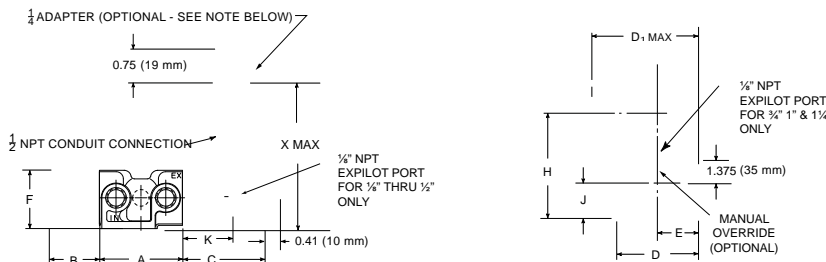 ¼ ADAPTER (OPTIONAL - SEE NOTE BELOW)
0.75 (19 mm)
½ NPT CONDUIT CONNECTION
X MAX
⅛" NPT
EXPILOT PORT
FOR ⅛" THRU ½"
ONLY
EX
IN
F
K
0.41 (10 mm)
B
A
C
D₁ MAX
I
⅛" NPT
EXPILOT PORT
FOR ¾" 1" & 1¼
ONLY
H
1.375 (35 mm)
J
MANUAL
OVERRIDE
(OPTIONAL)
E
D